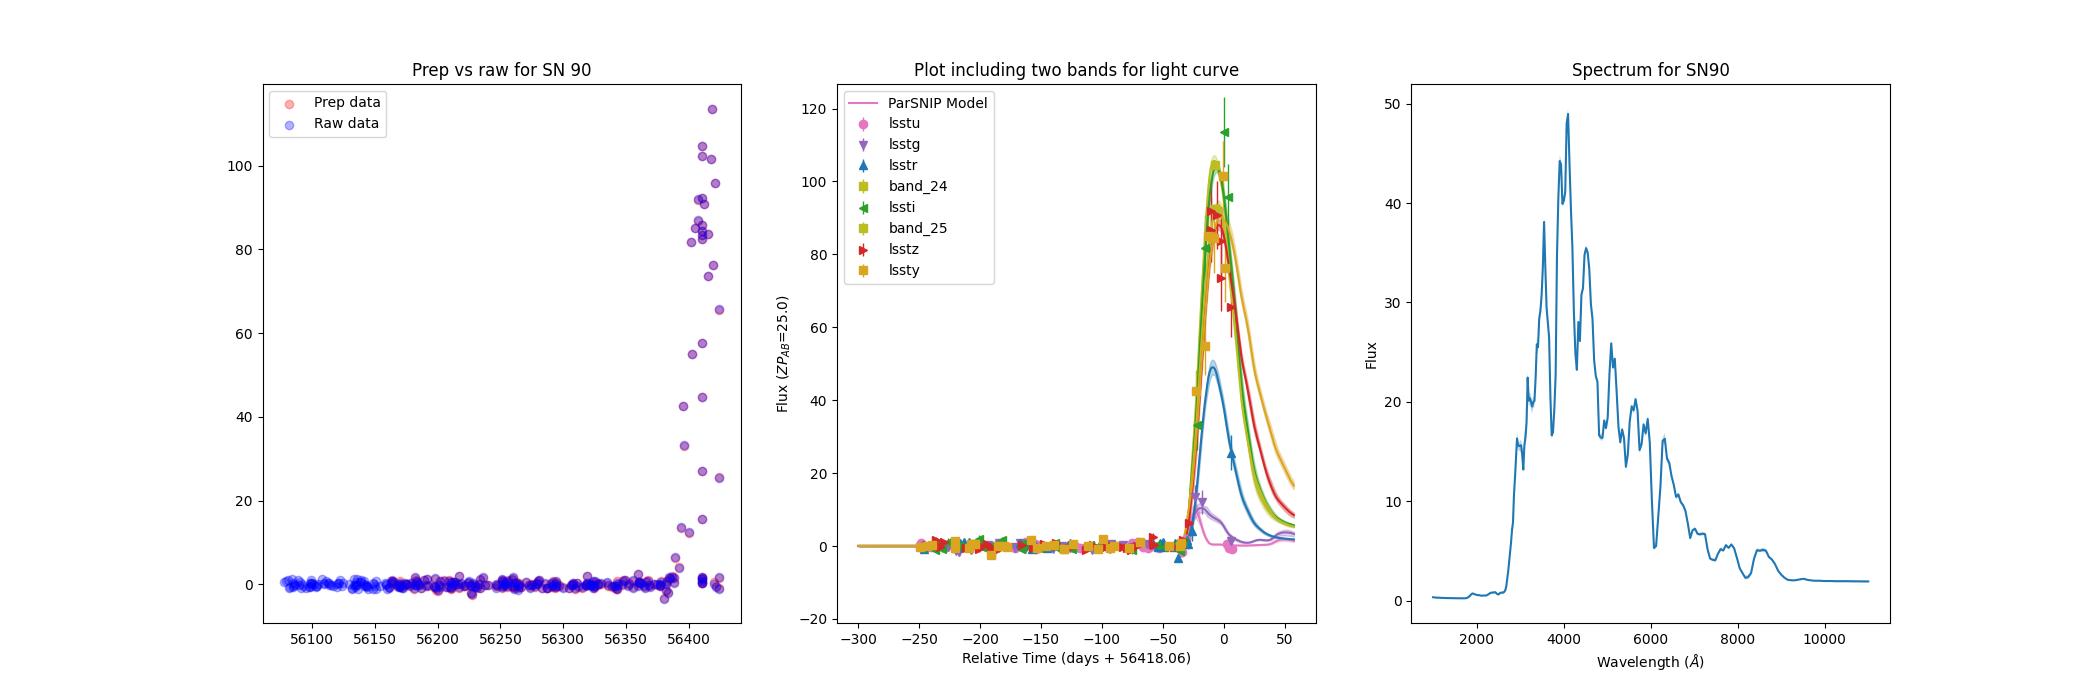 Prep vs raw for SN 90
Prep data
Raw data
100
80
60
40
20
0
56100 56150 56200 56250 56300 56350 56400
Plot including two bands for light curve
ParSNIP Model
lsstu
lsstg
lsstr
band_24
lssti
band_25
lsstz
lssty
Flux (ZP_AB=25.0)
120
100
80
60
40
20
0
−20
−300 −250 −200 −150 −100 −50 0 50
Relative Time (days + 56418.06)
Spectrum for SN90
Flux
50
40
30
20
10
0
2000 4000 6000 8000 10000
Wavelength (Å)